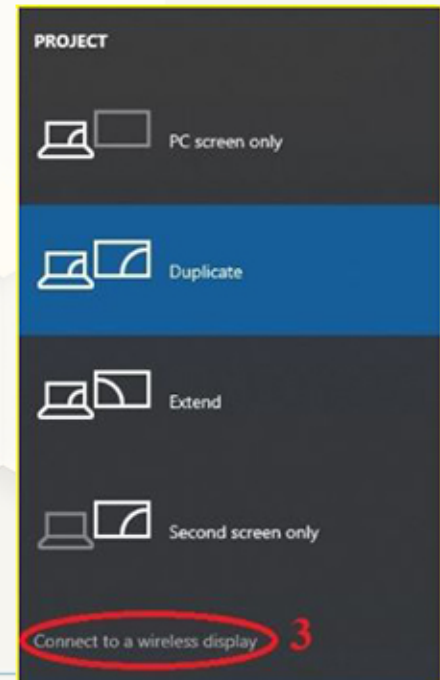 PROJECT
PC screen only
Duplicate
Extend
Second screen only
Connect to a wireless display 3